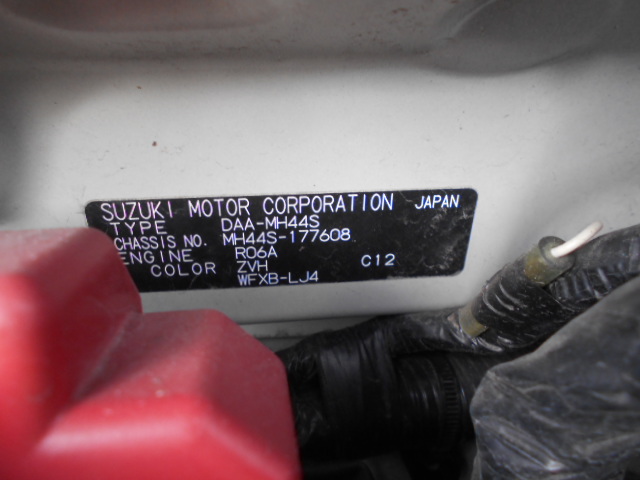 SUZUKI MOTOR CORPORATION JAPAN
TYPE DAA-MH44S
CHASSIS NO. MH44S-177608
ENGINE R06A
COLOR ZVH C12
WFXB-LJ4